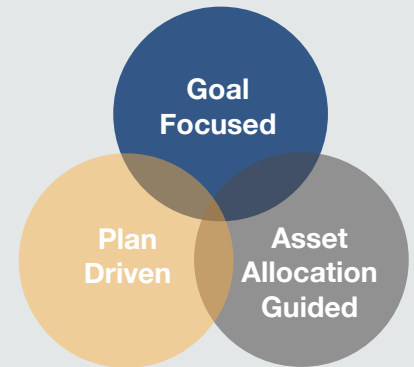 Goal
Focused
Plan
Driven
Asset
Allocation
Guided